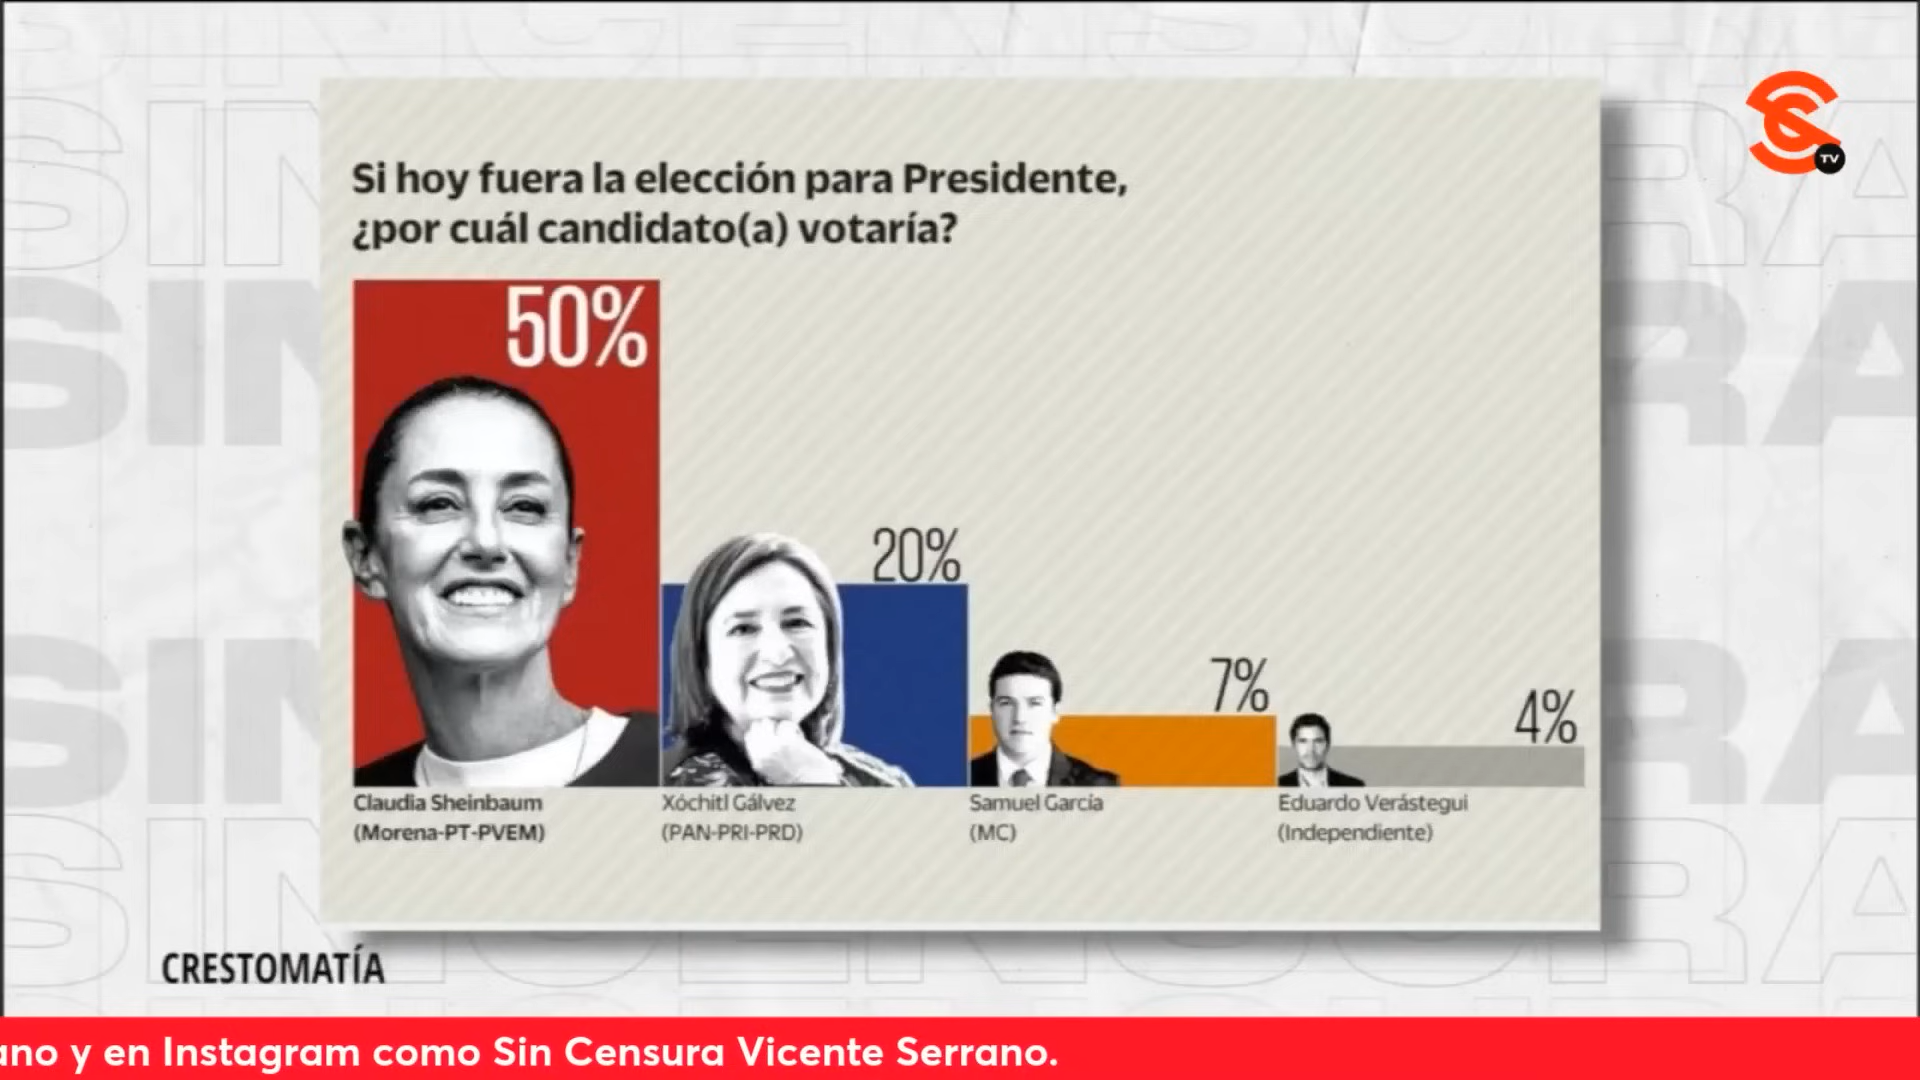 TV
Si hoy fuera la elección para Presidente,
¿por cuál candidato(a) votaría?
50%
20%
7%
4%
Claudia Sheinbaum
(Morena-PT-PVEM)
Xóchitl Gálvez
(PAN-PRI-PRD)
Samuel García
(MC)
Eduardo Verástegui
(Independiente)
CRESTOMATÍA
ano y en Instagram como Sin Censura Vicente Serrano.